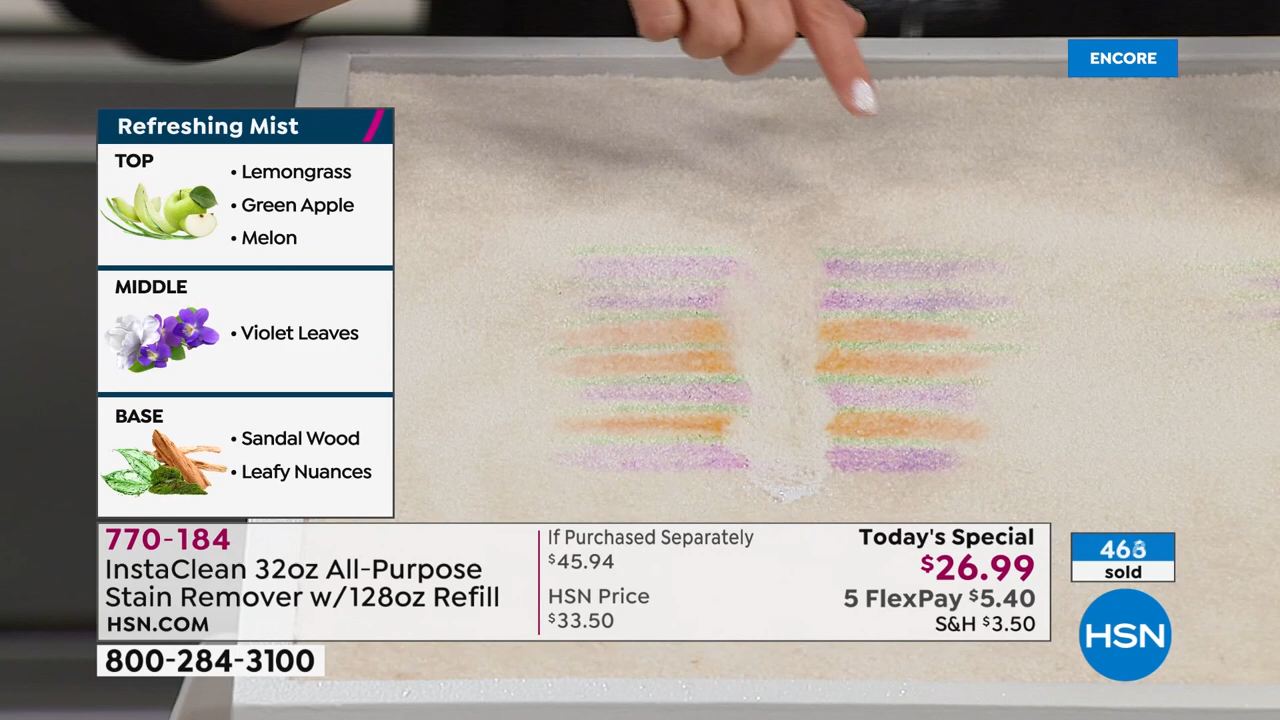 ENCORE
Refreshing Mist
TOP
• Lemongrass
• Green Apple
• Melon
MIDDLE
• Violet Leaves
BASE
• Sandal Wood
• Leafy Nuances
770-184
InstaClean 32oz All-Purpose
Stain Remover w/128oz Refill
HSN.COM
If Purchased Separately
$45.94
HSN Price
$33.50
Today's Special
$26.99
5 FlexPay $5.40
S&H $3.50
800-284-3100
sold
HSN